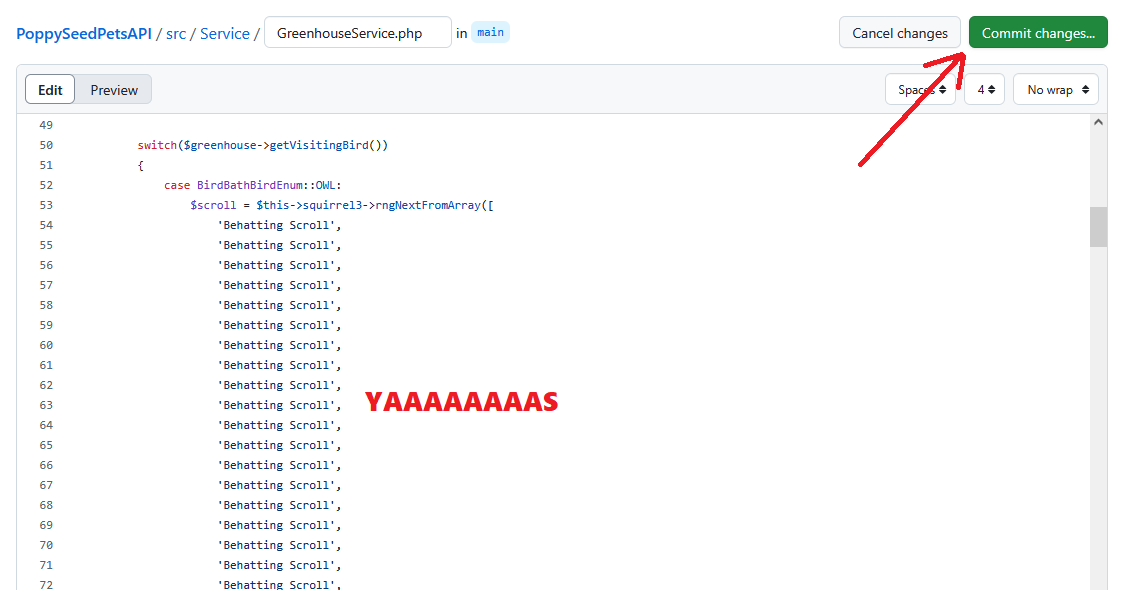 PoppySeedPetsAPI / src / Service / GreenhouseService.php in main Cancel changes Commit changes...
Edit Preview Spaces 4 No wrap
49
50 switch($greenhouse->getVisitingBird())
51 {
52 case BirdBathBirdEnum::OWL:
53 $scroll = $this->squirrel3->rngNextFromArray([
54 'Behatting Scroll',
55 'Behatting Scroll',
56 'Behatting Scroll',
57 'Behatting Scroll',
58 'Behatting Scroll',
59 'Behatting Scroll',
60 'Behatting Scroll',
61 'Behatting Scroll',
62 'Behatting Scroll',
63 'Behatting Scroll', YAAAAAAAAS
64 'Behatting Scroll',
65 'Behatting Scroll',
66 'Behatting Scroll',
67 'Behatting Scroll',
68 'Behatting Scroll',
69 'Behatting Scroll',
70 'Behatting Scroll',
71 'Behatting Scroll',
72 'Behatting Scroll',